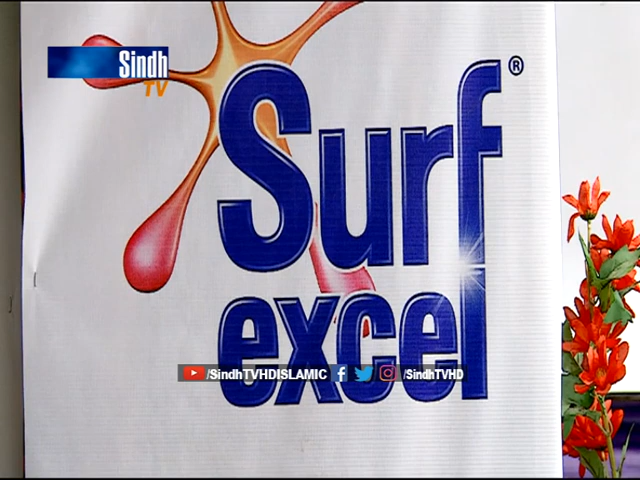 Sindh
TV
Surf®
excel
/SindhTVHDISLAMIC /SindhTVHD